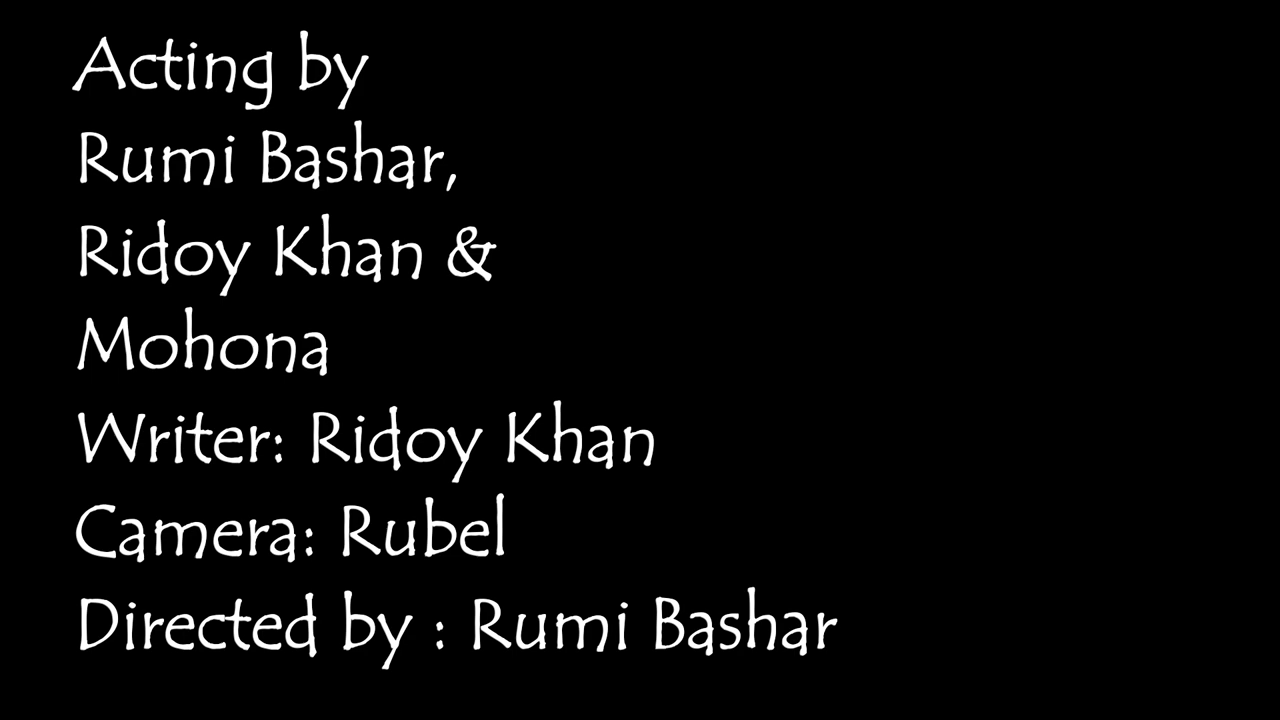 Acting by
Rumi Bashar,
Ridoy Khan &
Mohona
Writer: Ridoy Khan
Camera: Rubel
Directed by : Rumi Bashar